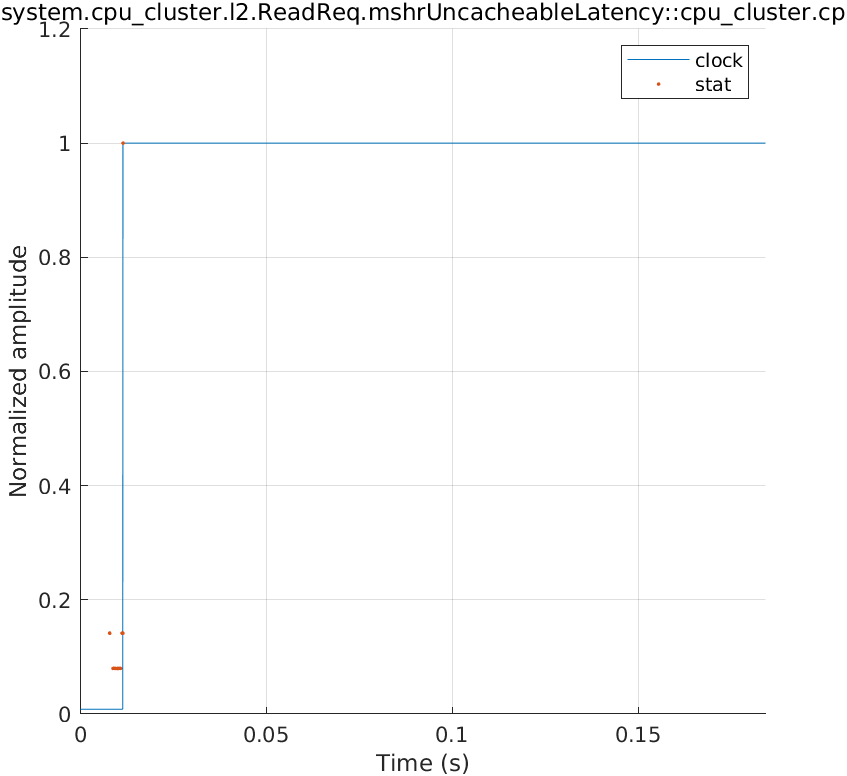 system.cpu_cluster.l2.ReadReq.mshrUncacheableLatency::cpu_cluster.cp
1.2
clock
stat
1
0.8
0.6
0.4
0.2
0
0 0.05 0.1 0.15
Normalized amplitude
Time (s)